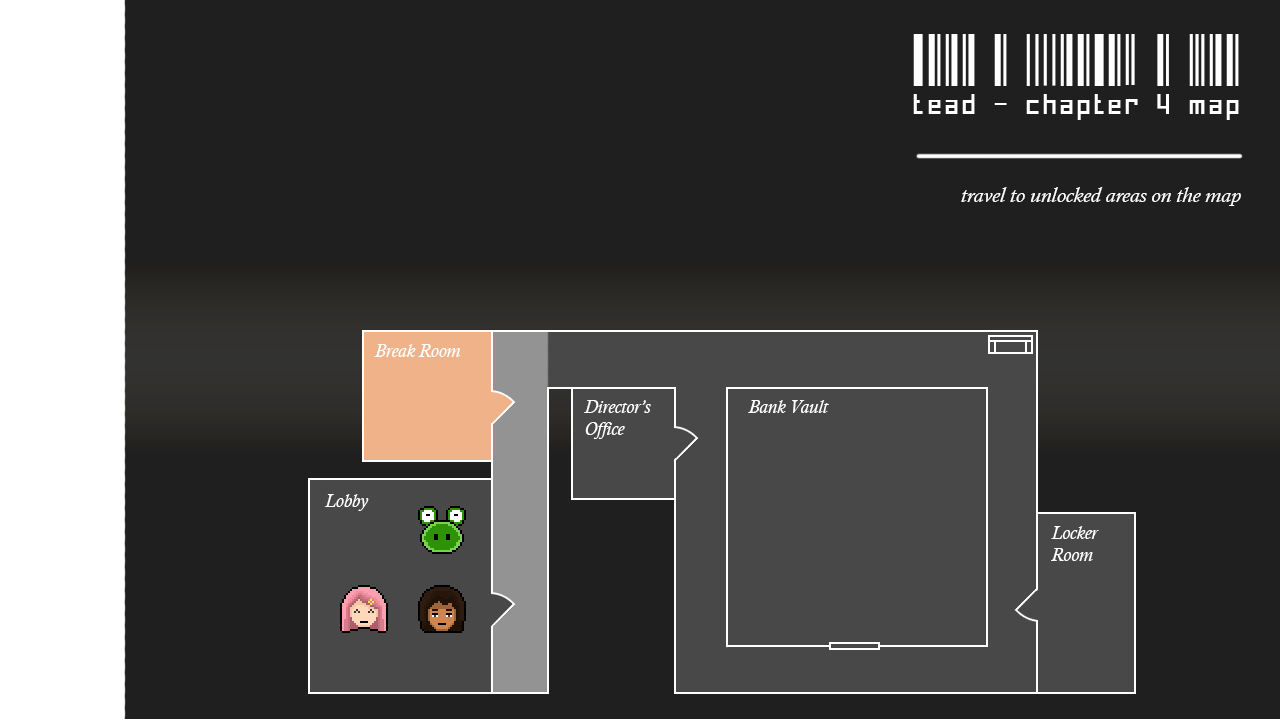 tead - chapter 4 map
travel to unlocked areas on the map
Break Room
Director's
Office
Bank Vault
Lobby
Locker
Room